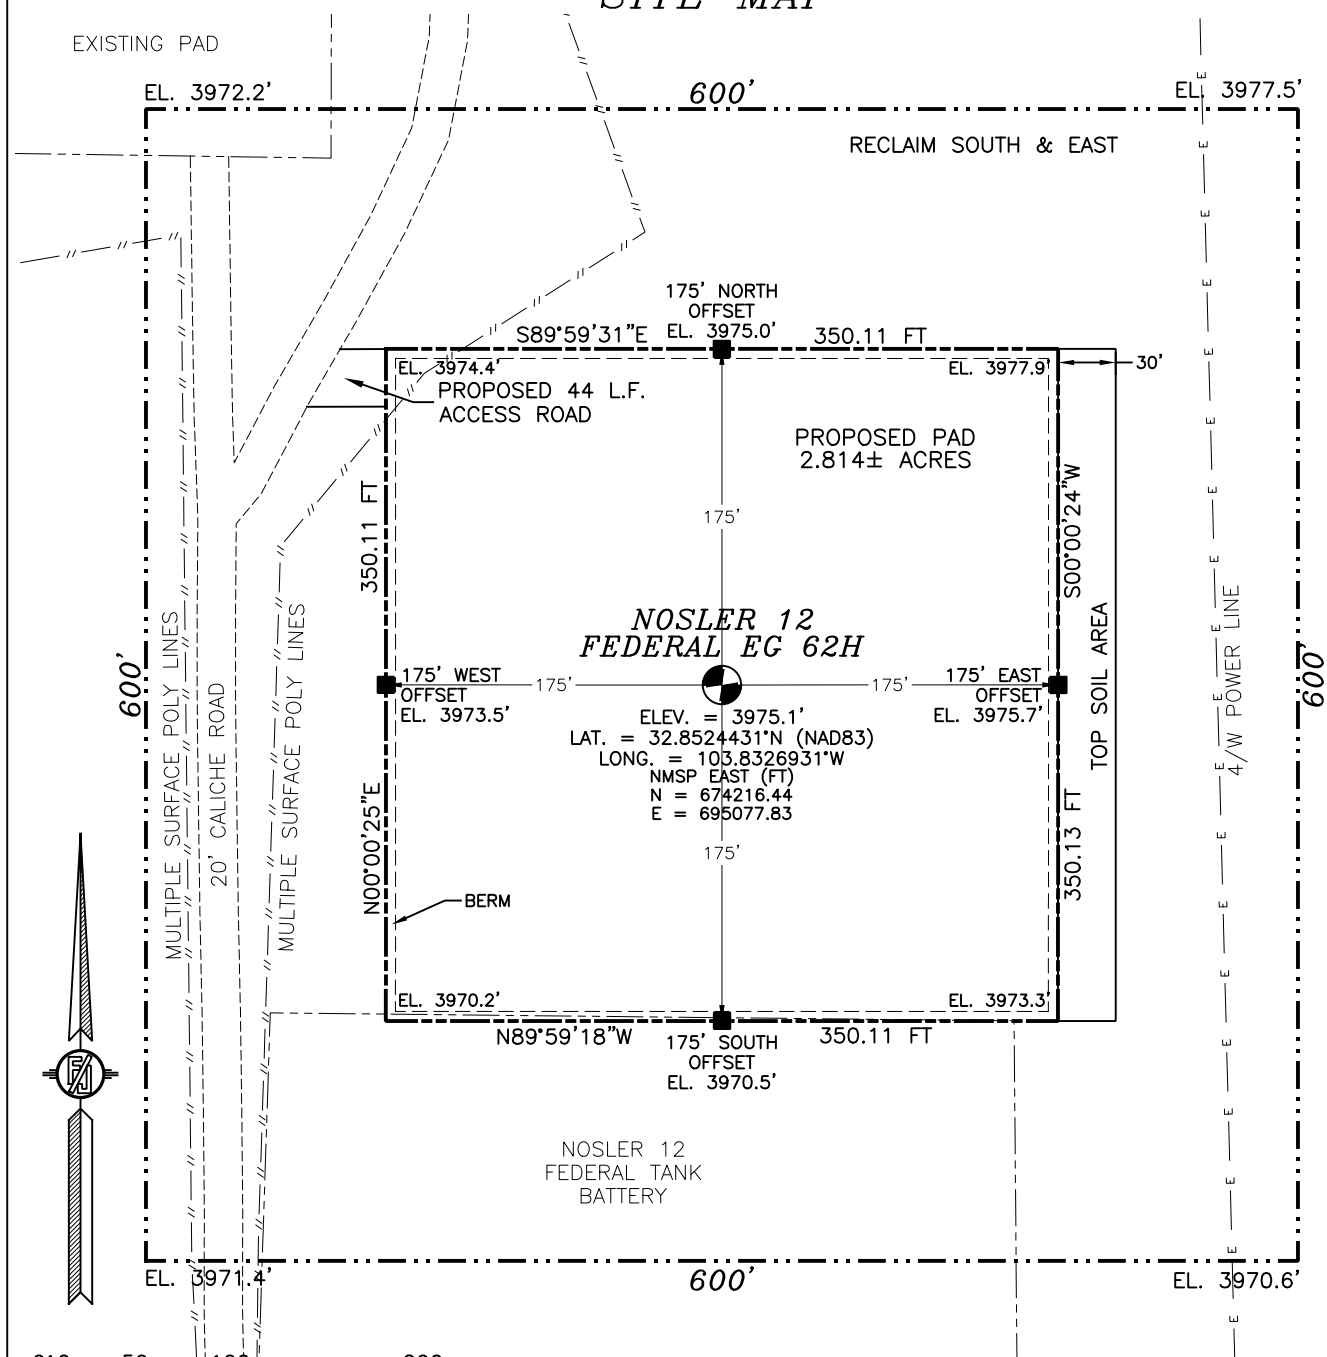 SITE MAP
EXISTING PAD
EL. 3972.2'
600'
EL. 3977.5'
RECLAIM SOUTH & EAST
175' NORTH
OFFSET
EL. 3975.0'
S89°59'31"E
350.11 FT
EL. 3974.4'
EL. 3977.9'
30'
PROPOSED 44 L.F.
ACCESS ROAD
PROPOSED PAD
2.814± ACRES
350.11 FT
S00°00'24"W
175'
NOSLER 12
FEDERAL EG 62H
600'
MULTIPLE SURFACE POLY LINES
20' CALICHE ROAD
MULTIPLE SURFACE POLY LINES
175' WEST
OFFSET
EL. 3973.5'
175'
175'
175' EAST
OFFSET
EL. 3975.7'
TOP SOIL AREA
4/W POWER LINE
600'
ELEV. = 3975.1'
LAT. = 32.8524431°N (NAD83)
LONG. = 103.8326931°W
NMSP EAST (FT)
N = 674216.44
E = 695077.83
N00°00'25"E
175'
350.13 FT
BERM
EL. 3970.2'
EL. 3973.3'
N89°59'18"W
350.11 FT
175' SOUTH
OFFSET
EL. 3970.5'
NOSLER 12
FEDERAL TANK
BATTERY
EL. 3971.4'
600'
EL. 3970.6'